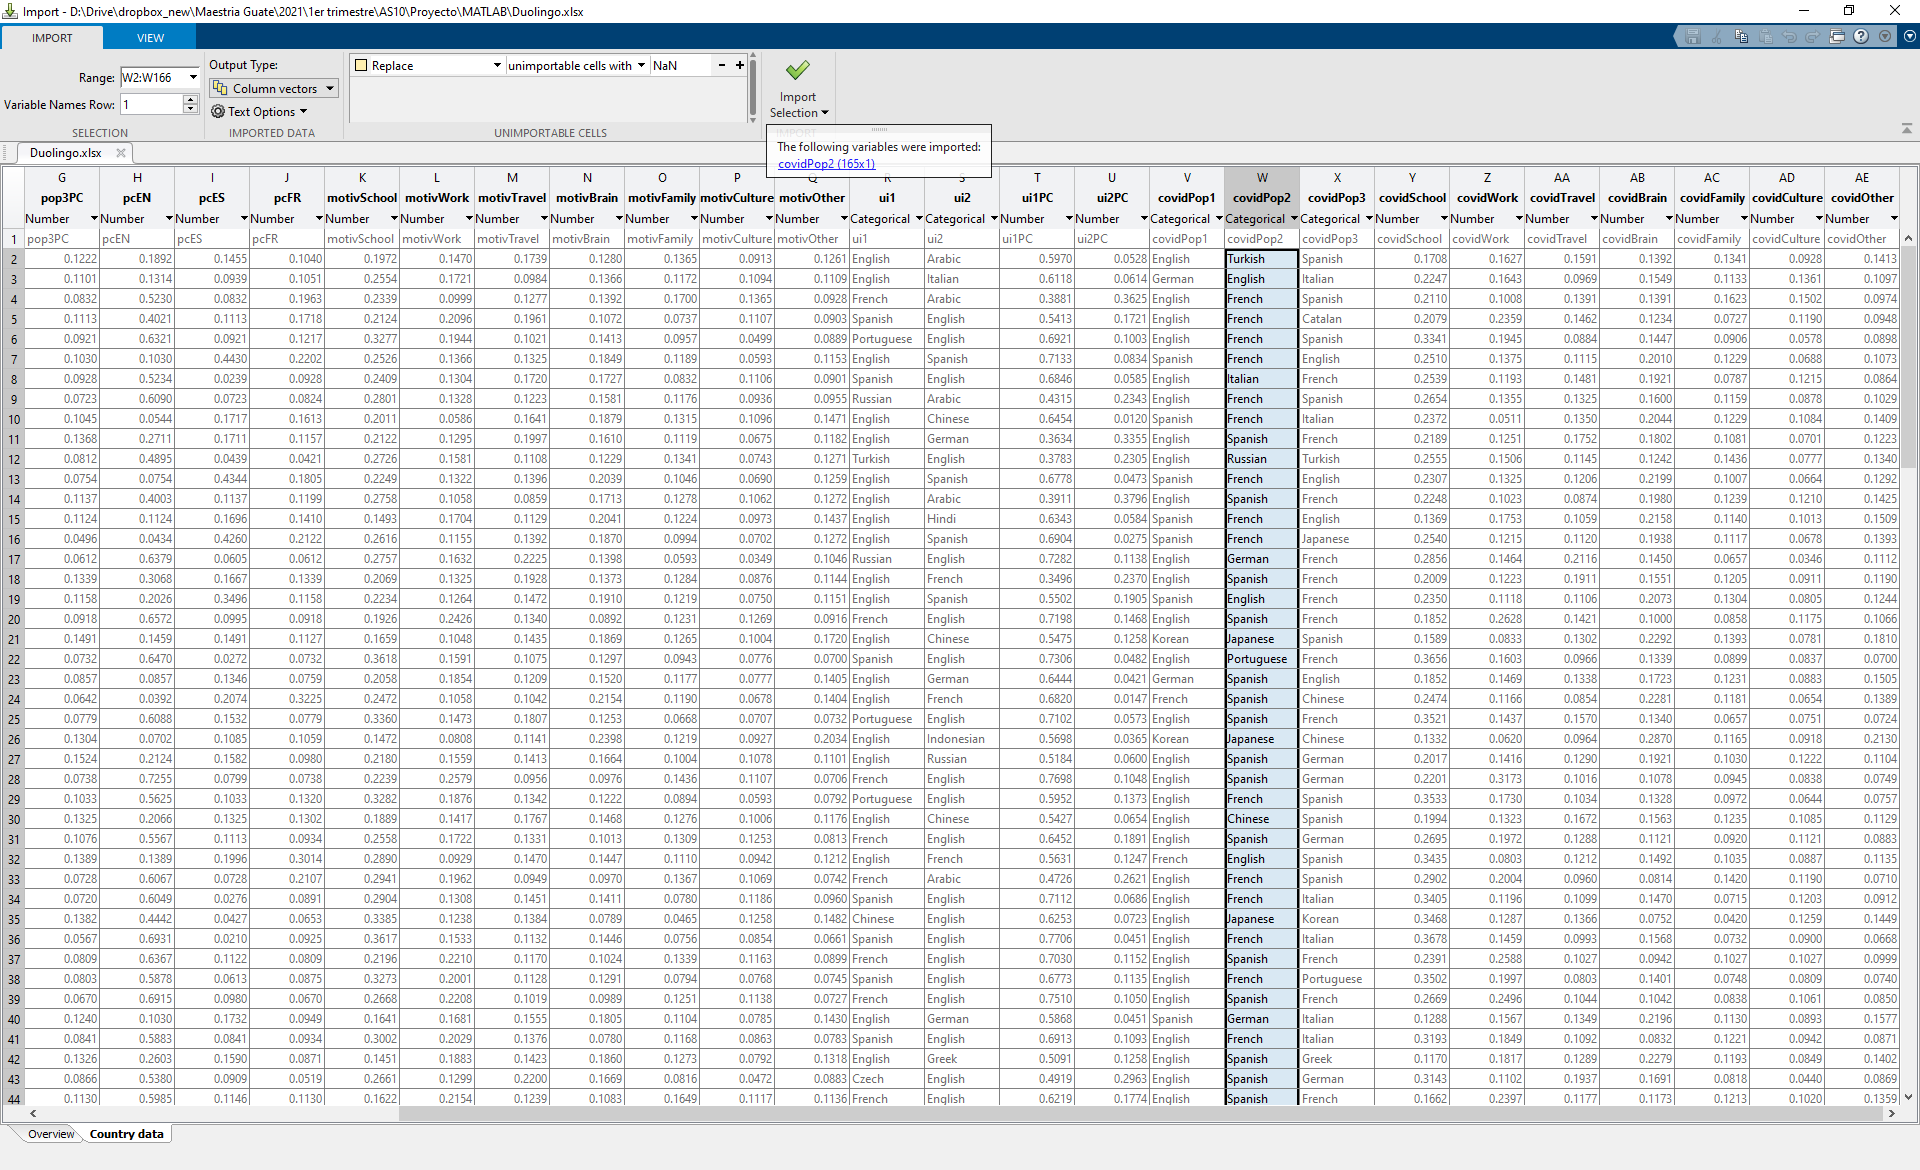 Import - D:\Drive\dropbox_new\Maestria Guate\2021\1er trimestre\AS10\Proyecto\MATLAB\Duolingo.xlsx
IMPORT VIEW
Range: W2:W166 Output Type: Replace unimportable cells with NaN - +
Column vectors Import
Variable Names Row: 1 Text Options Selection
SELECTION IMPORTED DATA UNIMPORTABLE CELLS
The following variables were imported:
covidPop2 (165x1)
Duolingo.xlsx
G H I J K L M N O P Q R S T U V W X Y Z AA AB AC AD AE
pop3PC pcEN pcES pcFR motivSchool motivWork motivTravel motivBrain motivFamily motivCulture motivOther ui1 ui2 ui1PC ui2PC covidPop1 covidPop2 covidPop3 covidSchool covidWork covidTravel covidBrain covidFamily covidCulture covidOther
Number Number Number Number Number Number Number Number Number Number Number Categorical Categorical Number Number Categorical Categorical Categorical Number Number Number Number Number Number Number
1 pop3PC pcEN pcES pcFR motivSchool motivWork motivTravel motivBrain motivFamily motivCulture motivOther ui1 ui2 ui1PC ui2PC covidPop1 covidPop2 covidPop3 covidSchool covidWork covidTravel covidBrain covidFamily covidCulture covidOther
2 0.1222 0.1892 0.1455 0.1040 0.1972 0.1470 0.1739 0.1280 0.1365 0.0913 0.1261 English Arabic 0.5970 0.0528 English Turkish Spanish 0.1708 0.1627 0.1591 0.1392 0.1341 0.0928 0.1413
3 0.1101 0.1314 0.0939 0.1051 0.2554 0.1721 0.0984 0.1366 0.1172 0.1094 0.1109 English Italian 0.6118 0.0614 German English Italian 0.2247 0.1643 0.0969 0.1549 0.1133 0.1361 0.1097
4 0.0832 0.5230 0.0832 0.1963 0.2339 0.0999 0.1277 0.1392 0.1700 0.1365 0.0928 French Arabic 0.3881 0.3625 English French Spanish 0.2110 0.1008 0.1391 0.1391 0.1623 0.1502 0.0974
5 0.1113 0.4021 0.1113 0.1718 0.2124 0.2096 0.1961 0.1072 0.0737 0.1107 0.0903 Spanish English 0.5413 0.1721 English French Catalan 0.2079 0.2359 0.1462 0.1234 0.0727 0.1190 0.0948
6 0.0921 0.6321 0.0921 0.1217 0.3277 0.1944 0.1021 0.1413 0.0957 0.0499 0.0889 Portuguese English 0.6921 0.1003 English French Spanish 0.3341 0.1945 0.0884 0.1447 0.0906 0.0578 0.0898
7 0.1030 0.1030 0.4430 0.2202 0.2526 0.1366 0.1325 0.1849 0.1189 0.0593 0.1153 English Spanish 0.7133 0.0834 Spanish French English 0.2510 0.1375 0.1115 0.2010 0.1229 0.0688 0.1073
8 0.0928 0.5234 0.0239 0.0928 0.2409 0.1304 0.1720 0.1727 0.0832 0.1106 0.0901 Spanish English 0.6846 0.0585 English Italian French 0.2539 0.1193 0.1481 0.1921 0.0787 0.1215 0.0864
9 0.0723 0.6090 0.0723 0.0824 0.2801 0.1328 0.1223 0.1581 0.1176 0.0936 0.0955 Russian Arabic 0.4315 0.2343 English French Spanish 0.2654 0.1355 0.1325 0.1600 0.1159 0.0878 0.1029
10 0.1045 0.0544 0.1717 0.1613 0.2011 0.0586 0.1641 0.1879 0.1315 0.1096 0.1471 English Chinese 0.6454 0.0120 Spanish French Italian 0.2372 0.0511 0.1350 0.2044 0.1229 0.1084 0.1409
11 0.1368 0.2711 0.1711 0.1157 0.2122 0.1295 0.1997 0.1610 0.1119 0.0675 0.1182 English German 0.3634 0.3355 English Spanish French 0.2189 0.1251 0.1752 0.1802 0.1081 0.0701 0.1223
12 0.0812 0.4895 0.0439 0.0421 0.2726 0.1581 0.1108 0.1229 0.1341 0.0743 0.1271 Turkish English 0.3783 0.2305 English Russian Turkish 0.2555 0.1506 0.1145 0.1242 0.1436 0.0777 0.1340
13 0.0754 0.0754 0.4344 0.1805 0.2249 0.1322 0.1396 0.2039 0.1046 0.0690 0.1259 English Spanish 0.6778 0.0473 Spanish French English 0.2307 0.1325 0.1206 0.2199 0.1007 0.0664 0.1292
14 0.1137 0.4003 0.1137 0.1199 0.2758 0.1058 0.0859 0.1713 0.1278 0.1062 0.1272 English Arabic 0.3911 0.3796 English Spanish French 0.2248 0.1023 0.0874 0.1980 0.1239 0.1210 0.1425
15 0.1124 0.1124 0.1696 0.1410 0.1493 0.1704 0.1129 0.2041 0.1224 0.0973 0.1437 English Hindi 0.6343 0.0584 Spanish French English 0.1369 0.1753 0.1059 0.2158 0.1140 0.1013 0.1509
16 0.0496 0.0434 0.4260 0.2122 0.2616 0.1155 0.1392 0.1870 0.0994 0.0702 0.1272 English Spanish 0.6904 0.0275 Spanish French Japanese 0.2540 0.1215 0.1120 0.1938 0.1117 0.0678 0.1393
17 0.0612 0.6379 0.0605 0.0612 0.2757 0.1632 0.2225 0.1398 0.0593 0.0349 0.1046 Russian English 0.7282 0.1138 English German French 0.2856 0.1464 0.2116 0.1450 0.0657 0.0346 0.1112
18 0.1339 0.3068 0.1667 0.1339 0.2069 0.1325 0.1928 0.1373 0.1284 0.0876 0.1144 English French 0.3496 0.2370 English Spanish French 0.2009 0.1223 0.1911 0.1551 0.1205 0.0911 0.1190
19 0.1158 0.2026 0.3496 0.1158 0.2234 0.1264 0.1472 0.1910 0.1219 0.0750 0.1151 English Spanish 0.5502 0.1905 Spanish English French 0.2350 0.1118 0.1106 0.2073 0.1304 0.0805 0.1244
20 0.0918 0.6572 0.0995 0.0918 0.1926 0.2426 0.1340 0.0892 0.1231 0.1269 0.0916 French English 0.7198 0.1468 English Spanish French 0.1852 0.2628 0.1421 0.1000 0.0858 0.1175 0.1066
21 0.1491 0.1459 0.1491 0.1127 0.1659 0.1048 0.1435 0.1869 0.1265 0.1004 0.1720 English Chinese 0.5475 0.1258 Korean Japanese Spanish 0.1589 0.0833 0.1302 0.2292 0.1393 0.0781 0.1810
22 0.0732 0.6470 0.0272 0.0732 0.3618 0.1591 0.1075 0.1297 0.0943 0.0776 0.0700 Spanish English 0.7306 0.0482 English Portuguese French 0.3656 0.1603 0.0966 0.1339 0.0899 0.0837 0.0700
23 0.0857 0.0857 0.1346 0.0759 0.2058 0.1854 0.1209 0.1520 0.1177 0.0777 0.1405 English German 0.6444 0.0421 German Spanish English 0.1852 0.1469 0.1338 0.1723 0.1231 0.0883 0.1505
24 0.0642 0.0392 0.2074 0.3225 0.2472 0.1058 0.1042 0.2154 0.1190 0.0678 0.1404 English French 0.6820 0.0147 French Spanish Chinese 0.2474 0.1166 0.0854 0.2281 0.1181 0.0654 0.1389
25 0.0779 0.6088 0.1532 0.0779 0.3360 0.1473 0.1807 0.1253 0.0668 0.0707 0.0732 Portuguese English 0.7102 0.0573 English Spanish French 0.3521 0.1437 0.1570 0.1340 0.0657 0.0751 0.0724
26 0.1304 0.0702 0.1085 0.1059 0.1472 0.0808 0.1141 0.2398 0.1219 0.0927 0.2034 English Indonesian 0.5698 0.0365 Korean Japanese Chinese 0.1332 0.0620 0.0964 0.2870 0.1165 0.0918 0.2130
27 0.1524 0.2124 0.1582 0.0980 0.2180 0.1559 0.1413 0.1664 0.1004 0.1078 0.1101 English Russian 0.5184 0.0600 English Spanish German 0.2017 0.1416 0.1290 0.1921 0.1030 0.1222 0.1104
28 0.0738 0.7255 0.0799 0.0738 0.2239 0.2579 0.0956 0.0976 0.1436 0.1107 0.0706 French English 0.7698 0.1048 English Spanish German 0.2201 0.3173 0.1016 0.1078 0.0945 0.0838 0.0749
29 0.1033 0.5625 0.1033 0.1320 0.3282 0.1876 0.1342 0.1222 0.0894 0.0593 0.0792 Portuguese English 0.5952 0.1373 English French Spanish 0.3533 0.1730 0.1034 0.1328 0.0972 0.0644 0.0757
30 0.1325 0.2066 0.1325 0.1302 0.1889 0.1417 0.1767 0.1468 0.1276 0.1006 0.1176 English Chinese 0.5427 0.0654 English Chinese Spanish 0.1994 0.1323 0.1672 0.1563 0.1235 0.1085 0.1129
31 0.1076 0.5567 0.1113 0.0934 0.2558 0.1722 0.1331 0.1013 0.1309 0.1253 0.0813 French English 0.6452 0.1891 English Spanish German 0.2695 0.1972 0.1288 0.1121 0.0920 0.1121 0.0883
32 0.1389 0.1389 0.1996 0.3014 0.2890 0.0929 0.1470 0.1447 0.1110 0.0942 0.1212 English French 0.5631 0.1247 French English Spanish 0.3435 0.0803 0.1212 0.1492 0.1035 0.0887 0.1135
33 0.0728 0.6067 0.0728 0.2107 0.2941 0.1962 0.0949 0.0970 0.1367 0.1069 0.0742 French Arabic 0.4726 0.2621 English French Spanish 0.2902 0.2004 0.0960 0.0814 0.1420 0.1190 0.0710
34 0.0720 0.6049 0.0276 0.0891 0.2904 0.1308 0.1451 0.1411 0.0780 0.1186 0.0960 Spanish English 0.7112 0.0686 English French Italian 0.3405 0.1196 0.1099 0.1470 0.0715 0.1203 0.0912
35 0.1382 0.4442 0.0427 0.0653 0.3385 0.1238 0.1384 0.0789 0.0465 0.1258 0.1482 Chinese English 0.6253 0.0723 English Japanese Korean 0.3468 0.1287 0.1366 0.0752 0.0420 0.1259 0.1449
36 0.0567 0.6931 0.0210 0.0925 0.3617 0.1533 0.1132 0.1446 0.0756 0.0854 0.0661 Spanish English 0.7706 0.0451 English French Italian 0.3678 0.1459 0.0993 0.1568 0.0732 0.0900 0.0668
37 0.0809 0.6367 0.1122 0.0809 0.2196 0.2210 0.1170 0.1024 0.1339 0.1163 0.0899 French English 0.7030 0.1152 English Spanish French 0.2391 0.2588 0.1027 0.0942 0.1027 0.1027 0.0999
38 0.0803 0.5878 0.0613 0.0875 0.3273 0.2001 0.1128 0.1291 0.0794 0.0768 0.0745 Spanish English 0.6773 0.1135 English French Portuguese 0.3502 0.1997 0.0803 0.1401 0.0748 0.0809 0.0740
39 0.0670 0.6915 0.0980 0.0670 0.2668 0.2208 0.1019 0.0989 0.1251 0.1138 0.0727 French English 0.7510 0.1050 English Spanish French 0.2669 0.2496 0.1044 0.1042 0.0838 0.1061 0.0850
40 0.1240 0.1030 0.1732 0.0949 0.1641 0.1681 0.1555 0.1805 0.1104 0.0785 0.1430 English German 0.5868 0.0451 Spanish German Italian 0.1288 0.1567 0.1349 0.2196 0.1130 0.0893 0.1577
41 0.0841 0.5883 0.0841 0.0934 0.3002 0.2029 0.1376 0.0780 0.1168 0.0863 0.0783 Spanish English 0.6913 0.1093 English French Italian 0.3193 0.1849 0.1092 0.0832 0.1221 0.0942 0.0871
42 0.1326 0.2603 0.1590 0.0871 0.1451 0.1883 0.1423 0.1860 0.1273 0.0792 0.1318 English Greek 0.5091 0.1258 English Spanish Greek 0.1170 0.1817 0.1289 0.2279 0.1193 0.0849 0.1402
43 0.0866 0.5380 0.0909 0.0519 0.2661 0.1299 0.2200 0.1669 0.0816 0.0472 0.0883 Czech English 0.4919 0.2963 English Spanish German 0.3143 0.1102 0.1937 0.1691 0.0818 0.0440 0.0869
44 0.1130 0.5985 0.1146 0.1130 0.1622 0.2154 0.1239 0.1083 0.1649 0.1117 0.1136 French English 0.6219 0.1774 English Spanish French 0.1662 0.2397 0.1177 0.1173 0.1213 0.1020 0.1359
Overview Country data